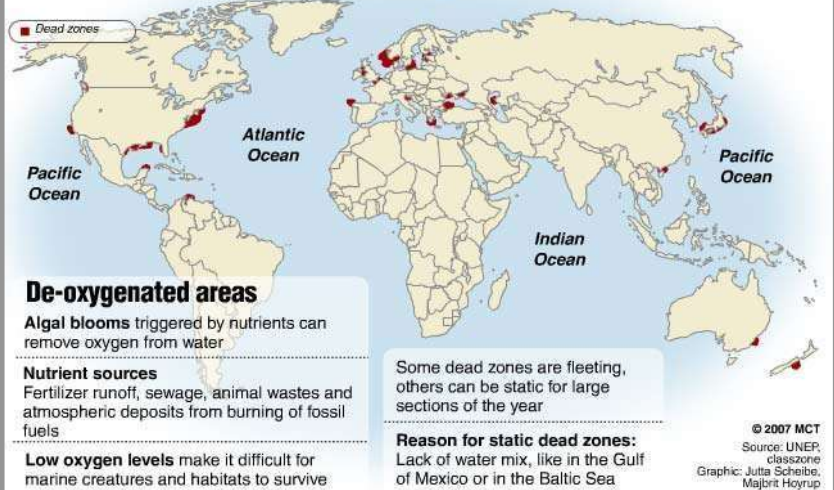 Dead zones
Atlantic
Ocean
Pacific
Ocean
Pacific
Ocean
Indian
Ocean
De-oxygenated areas
Algal blooms triggered by nutrients can
remove oxygen from water
Nutrient sources
Fertilizer runoff, sewage, animal wastes and
atmospheric deposits from burning of fossil
fuels
Low oxygen levels make it difficult for
marine creatures and habitats to survive
Some dead zones are fleeting,
others can be static for large
sections of the year
Reason for static dead zones:
Lack of water mix, like in the Gulf
of Mexico or in the Baltic Sea
© 2007 MCT
Source: UNEP,
classzone
Graphic: Jutta Scheibe,
Majbrit Hoyrup